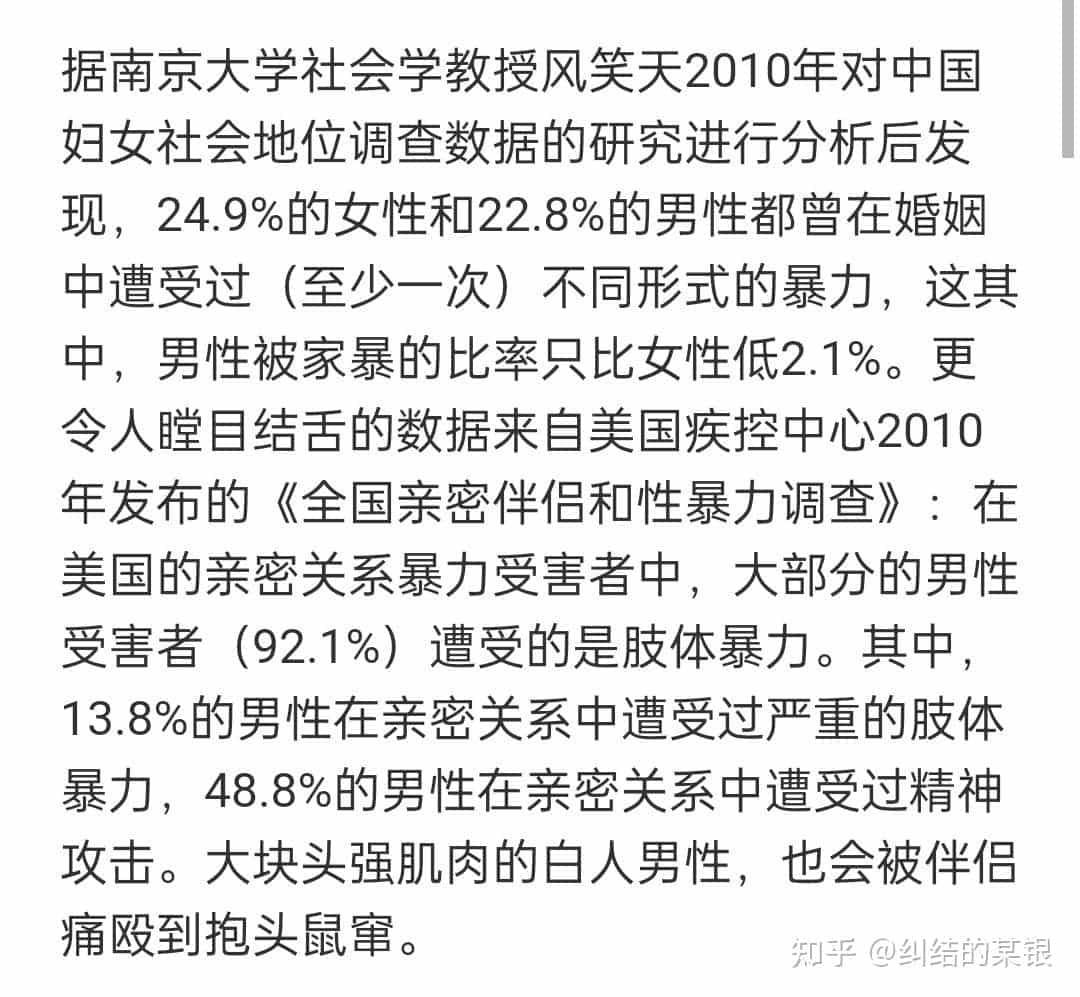 据南京大学社会学教授风笑天2010年对中国
妇女社会地位调查数据的研究进行分析后发
现，24.9%的女性和22.8%的男性都曾在婚姻
中遭受过（至少一次）不同形式的暴力，这其
中，男性被家暴的比率只比女性低2.1%。更
令人瞠目结舌的数据来自美国疾控中心2010
年发布的《全国亲密伴侣和性暴力调查》：在
美国的亲密关系暴力受害者中，大部分的男性
受害者（92.1%）遭受的是肢体暴力。其中，
13.8%的男性在亲密关系中遭受过严重的肢体
暴力，48.8%的男性在亲密关系中遭受过精神
攻击。大块头强肌肉的白人男性，也会被伴侣
痛殴到抱头鼠窜。
知乎 @纠结的某银